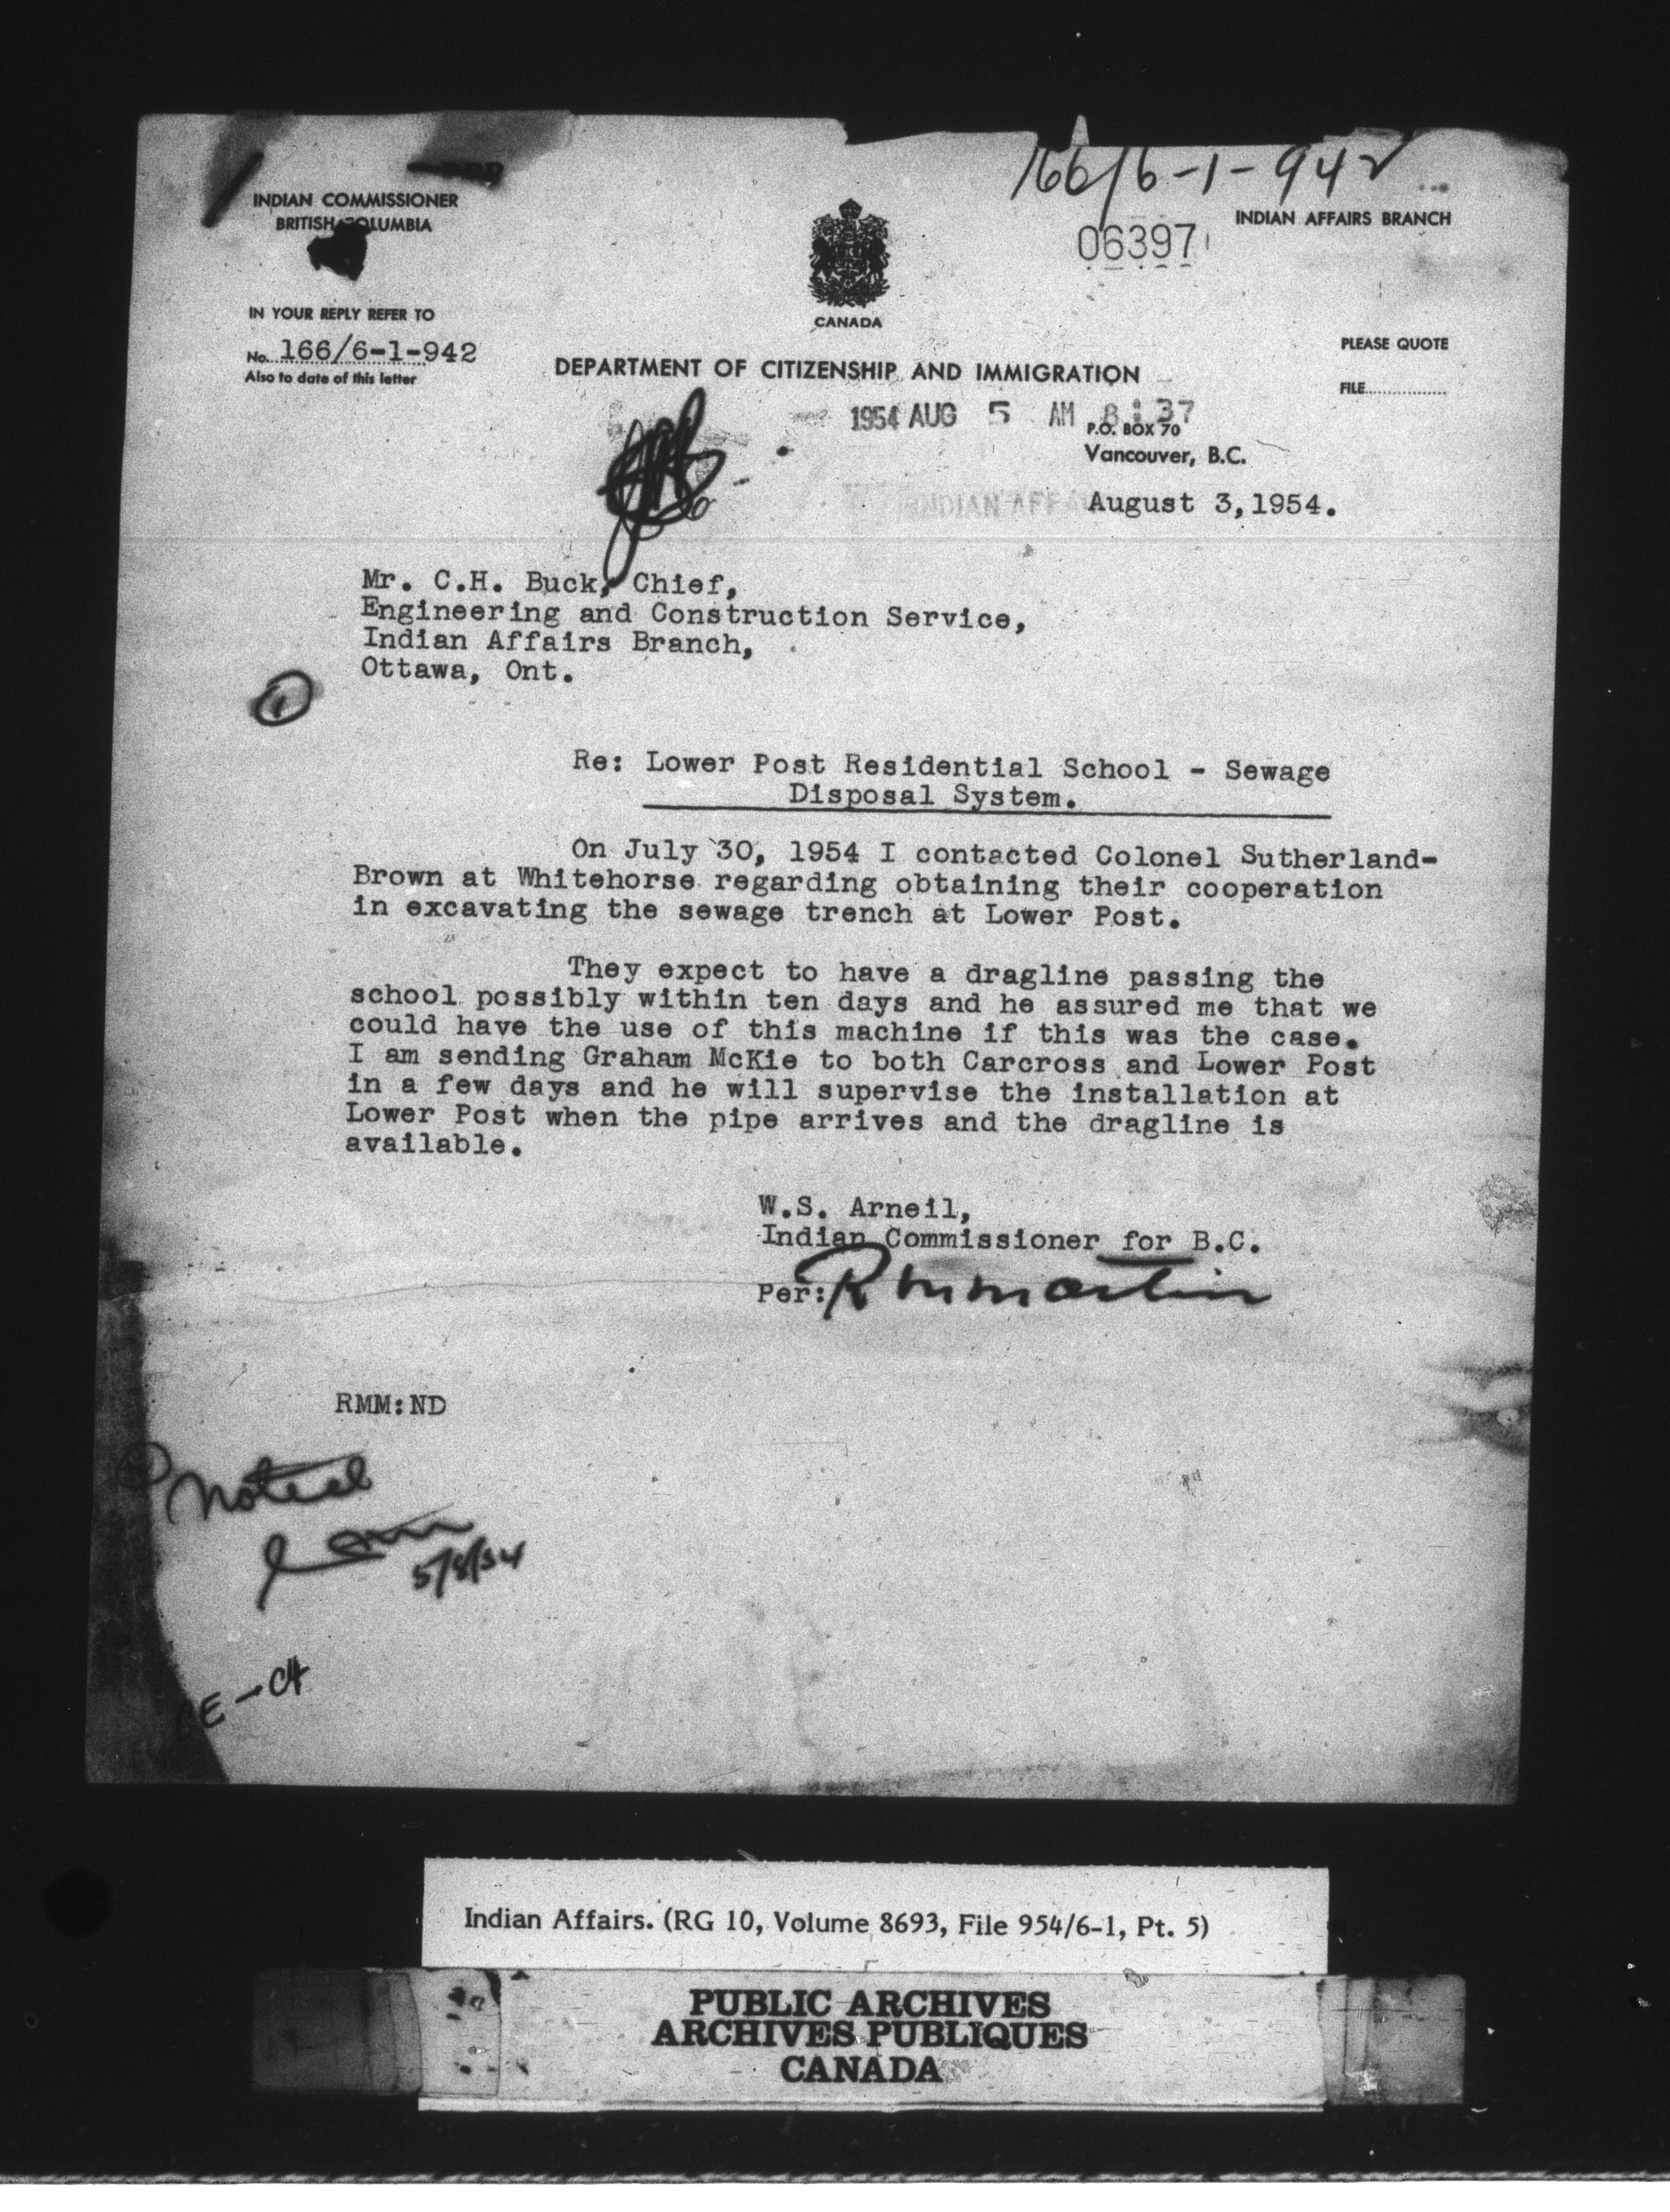 166/6-1-942
INDIAN COMMISSIONER
BRITISH COLUMBIA
INDIAN AFFAIRS BRANCH
06397
CANADA
IN YOUR REPLY REFER TO
No. 166/6-1-942
Also to date of this letter
PLEASE QUOTE
FILE
DEPARTMENT OF CITIZENSHIP AND IMMIGRATION
1954 AUG 5 AM 8:37
P.O. BOX 70
Vancouver, B.C.
INDIAN AFFA
August 3, 1954.
Mr. C.H. Buck, Chief,
Engineering and Construction Service,
Indian Affairs Branch,
Ottawa, Ont.
1
Re: Lower Post Residential School - Sewage
Disposal System.
On July 30, 1954 I contacted Colonel Sutherland-
Brown at Whitehorse regarding obtaining their cooperation
in excavating the sewage trench at Lower Post.
They expect to have a dragline passing the
school possibly within ten days and he assured me that we
could have the use of this machine if this was the case.
I am sending Graham McKie to both Carcross and Lower Post
in a few days and he will supervise the installation at
Lower Post when the pipe arrives and the dragline is
available.
W.S. Arneil,
Indian Commissioner for B.C.
Per: R M Martin
RMM:ND
Noted
5/8/54
Indian Affairs. (RG 10, Volume 8693, File 954/6-1, Pt. 5)
PUBLIC ARCHIVES
ARCHIVES PUBLIQUES
CANADA